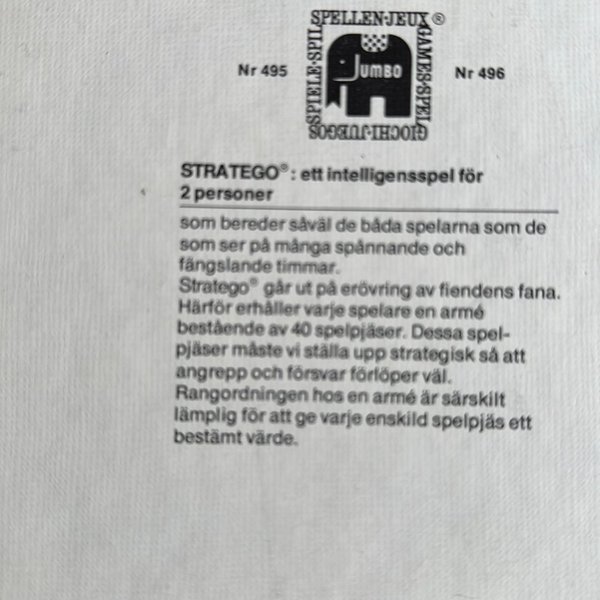 SPELLEN·JEUX ®
GAMES·SPEL
GIOCHI·JUEGOS
SPIELE·SPIL
JUMBO
Nr 495
Nr 496
STRATEGO® : ett intelligensspel för
2 personer
som bereder såväl de båda spelarna som de
som ser på många spånnande och
fängslande timmar.
Stratego® går ut på erövring av fiendens fana.
Härför erhåller varje spelare en armé
bestående av 40 spelpjäser. Dessa spel-
pjäser måste vi ställa upp strategisk så att
angrepp och försvar förlöper väl.
Rangordningen hos en armé är särskilt
lämplig för att ge varje enskild spelpjäs ett
bestämt värde.